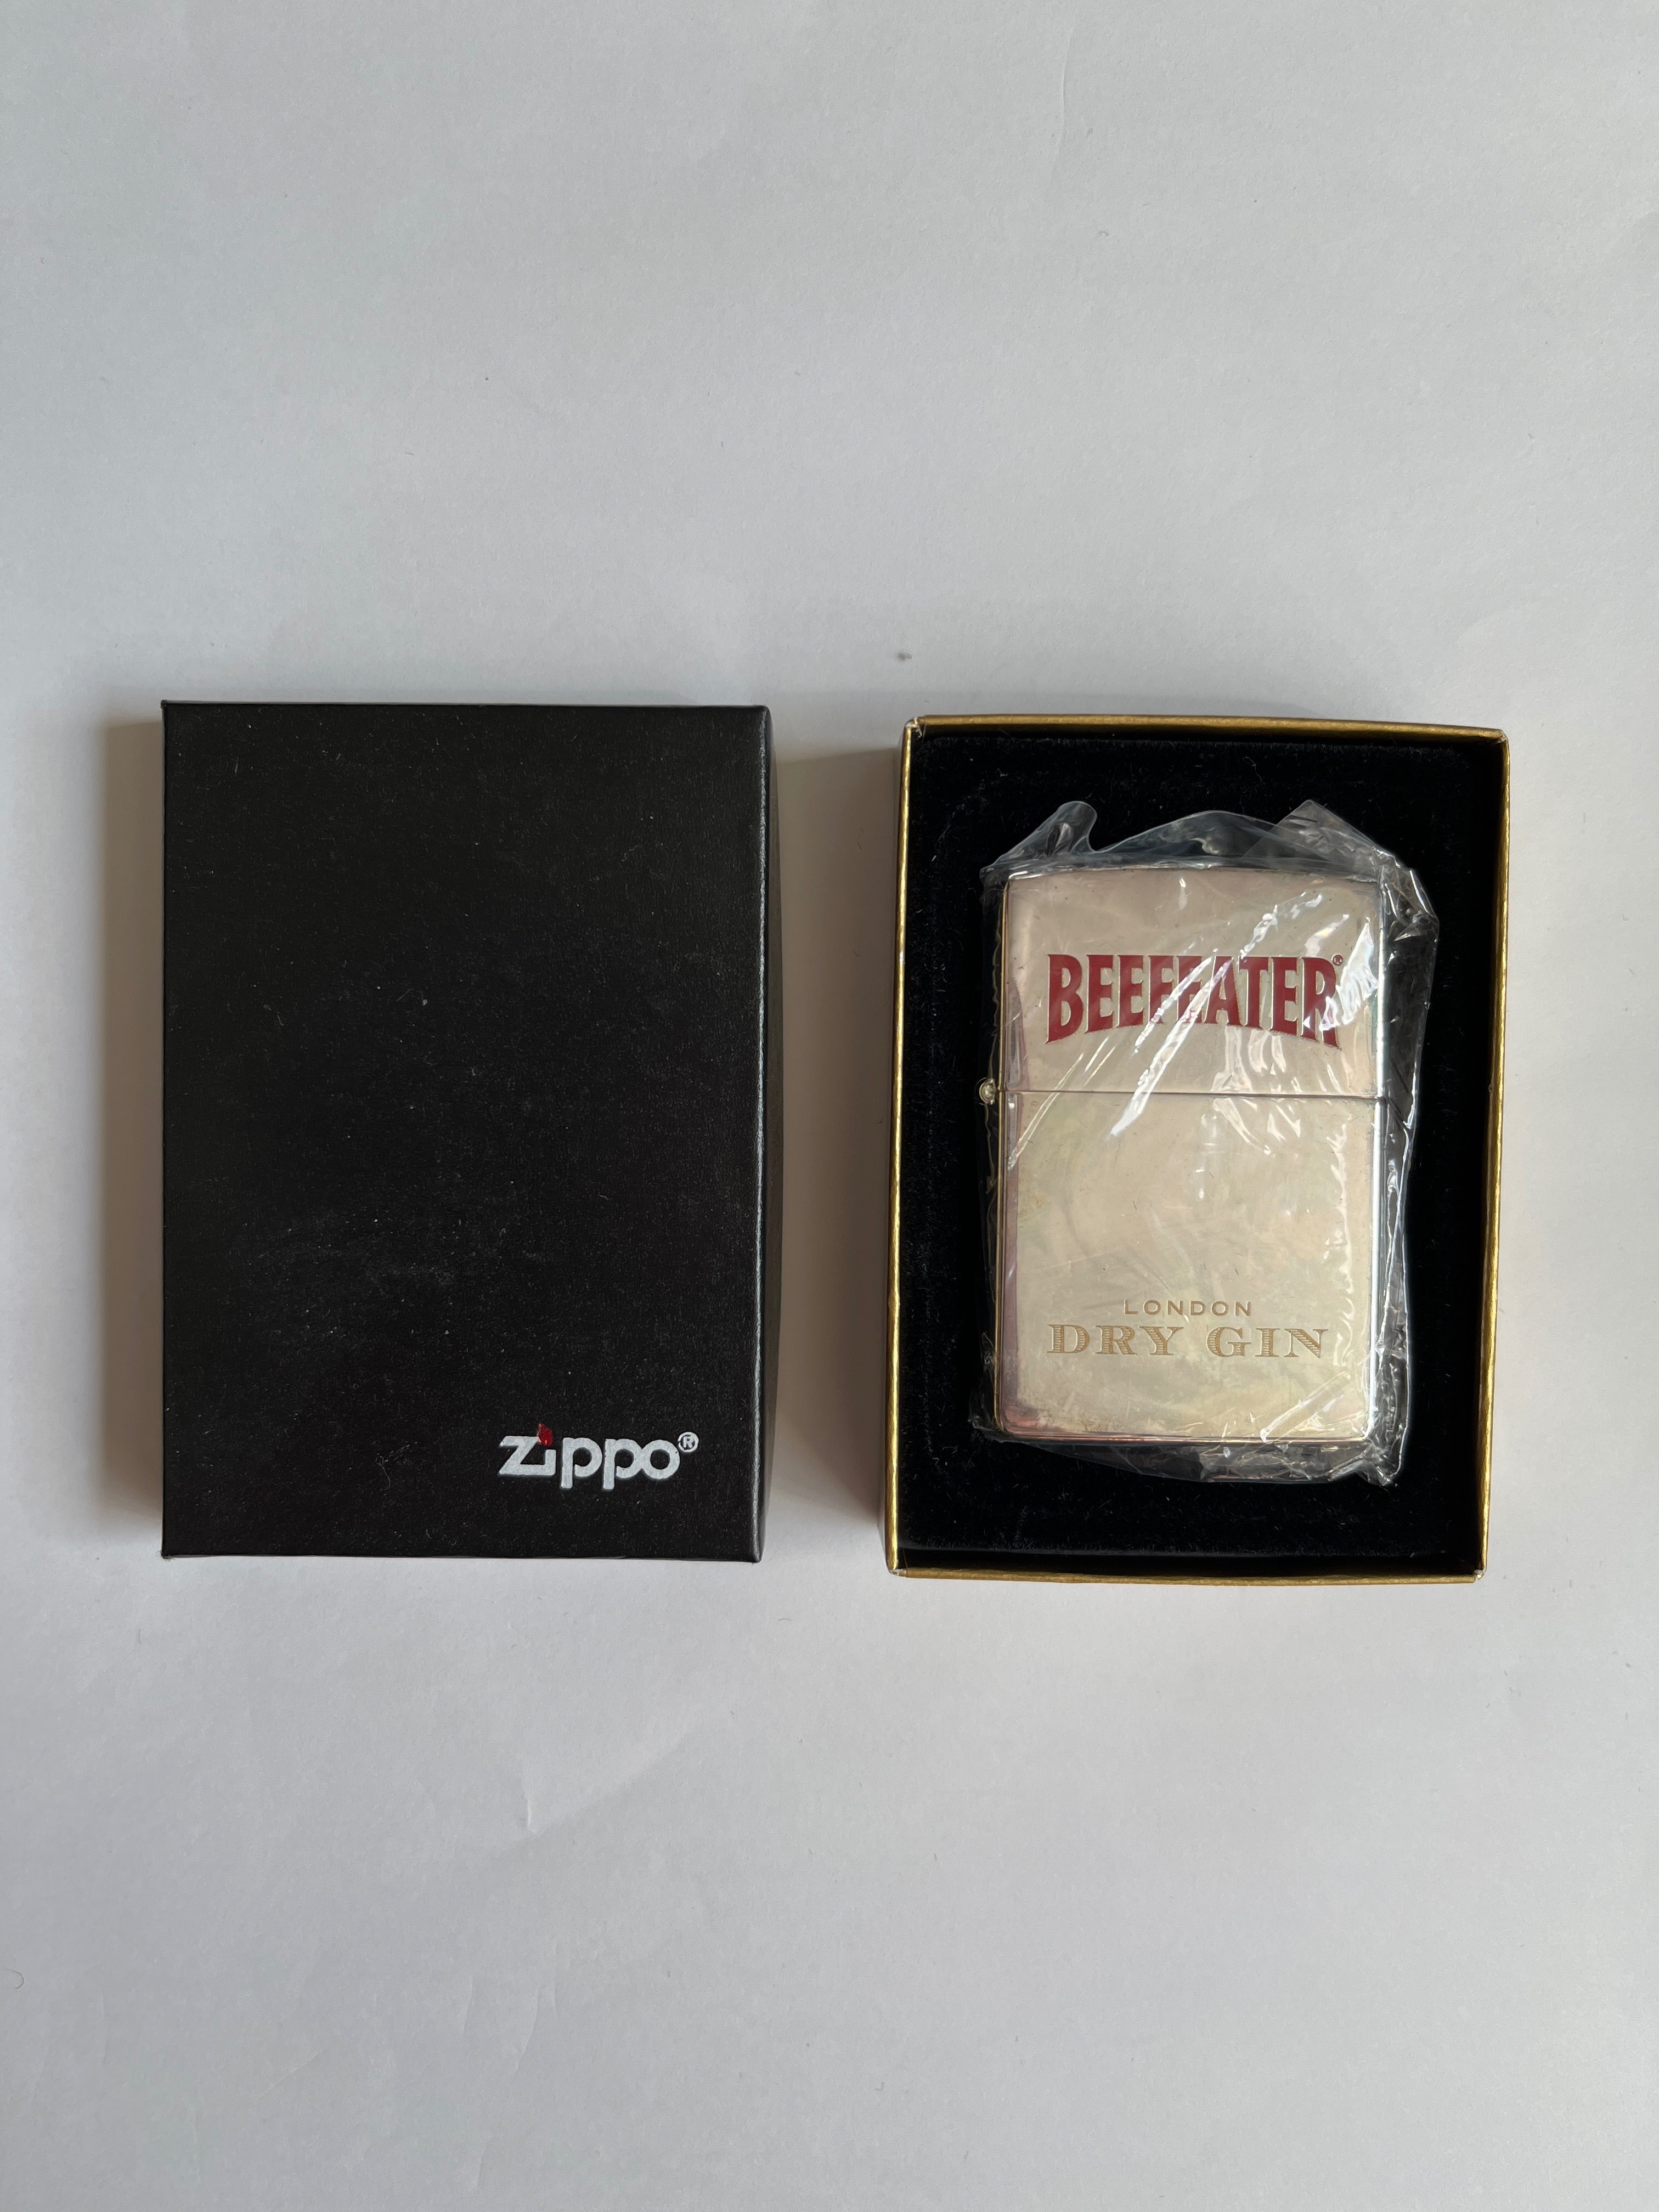 zippo®
BEEFEATER®
LONDON
DRY GIN